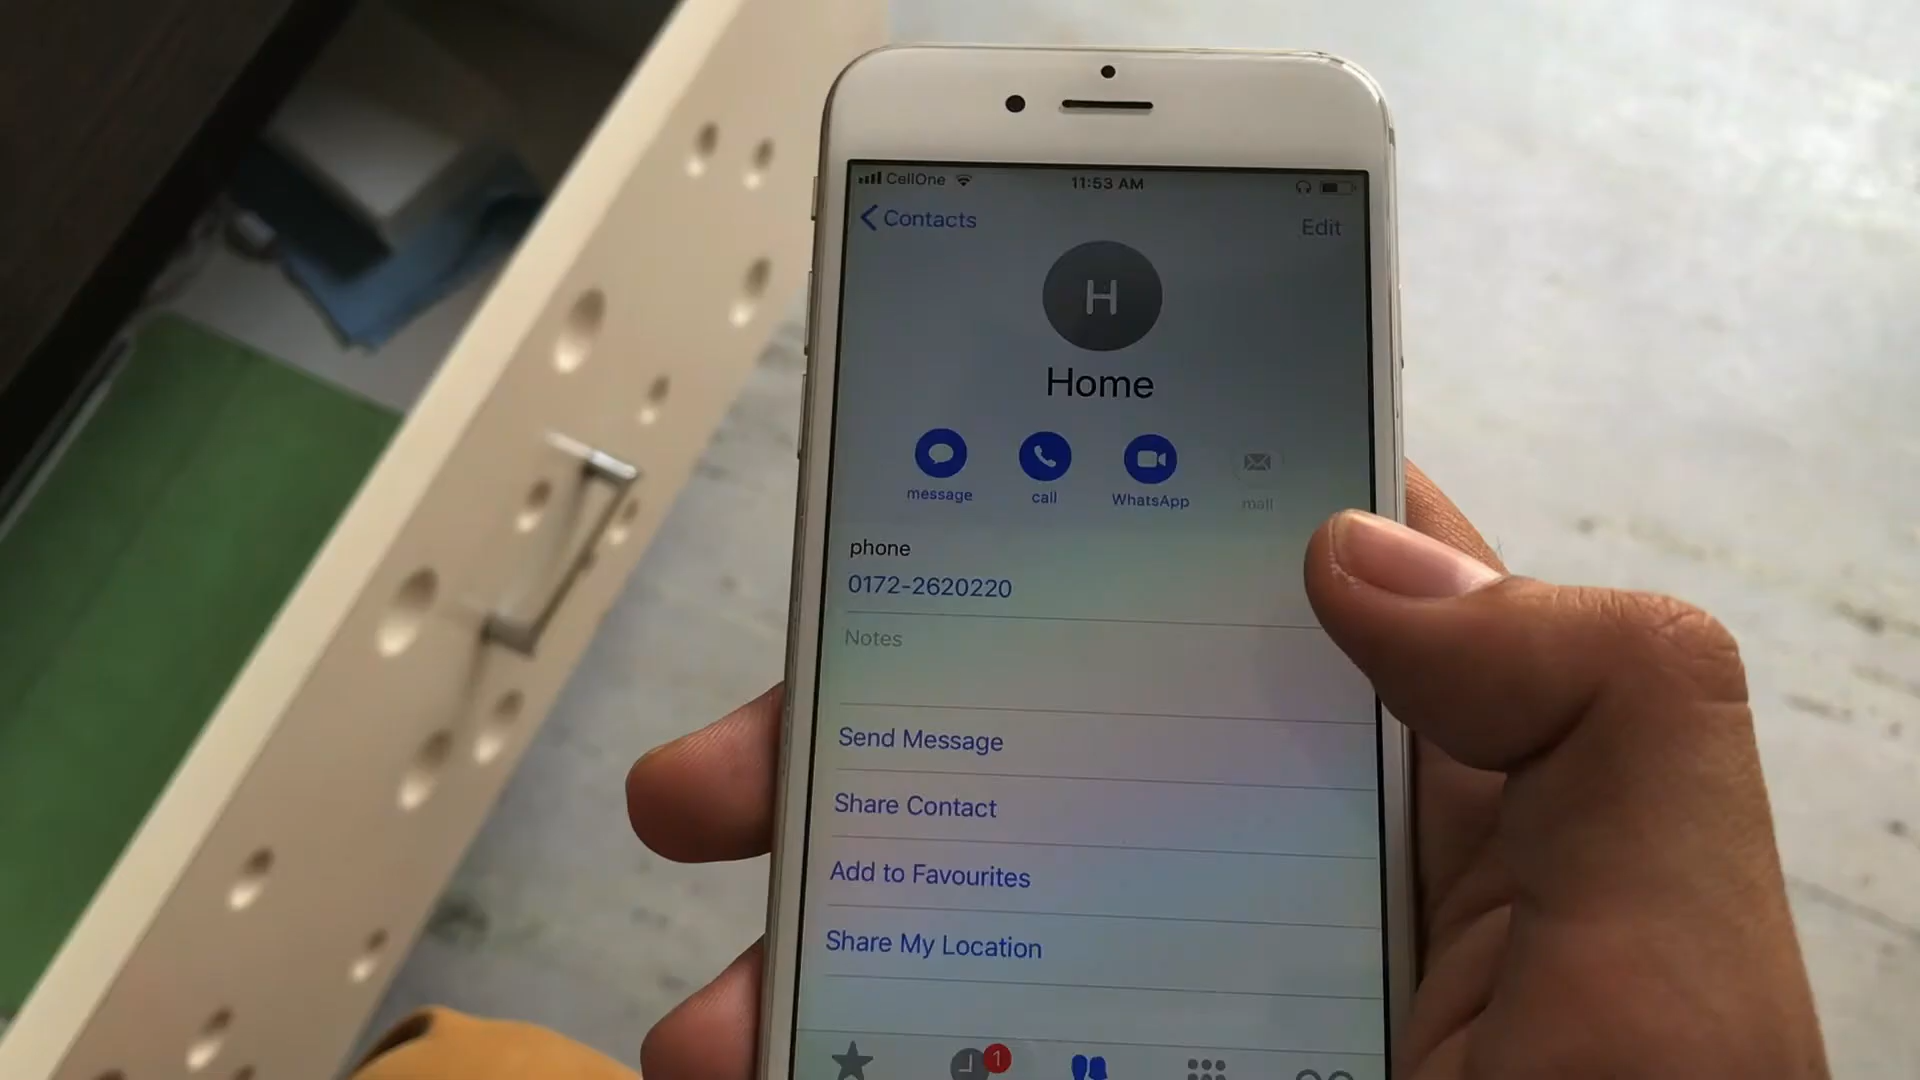 CellOne 11:53 AM
Contacts Edit
H
Home
message call WhatsApp mail
phone
0172-2620220
Notes
Send Message
Share Contact
Add to Favourites
Share My Location
1